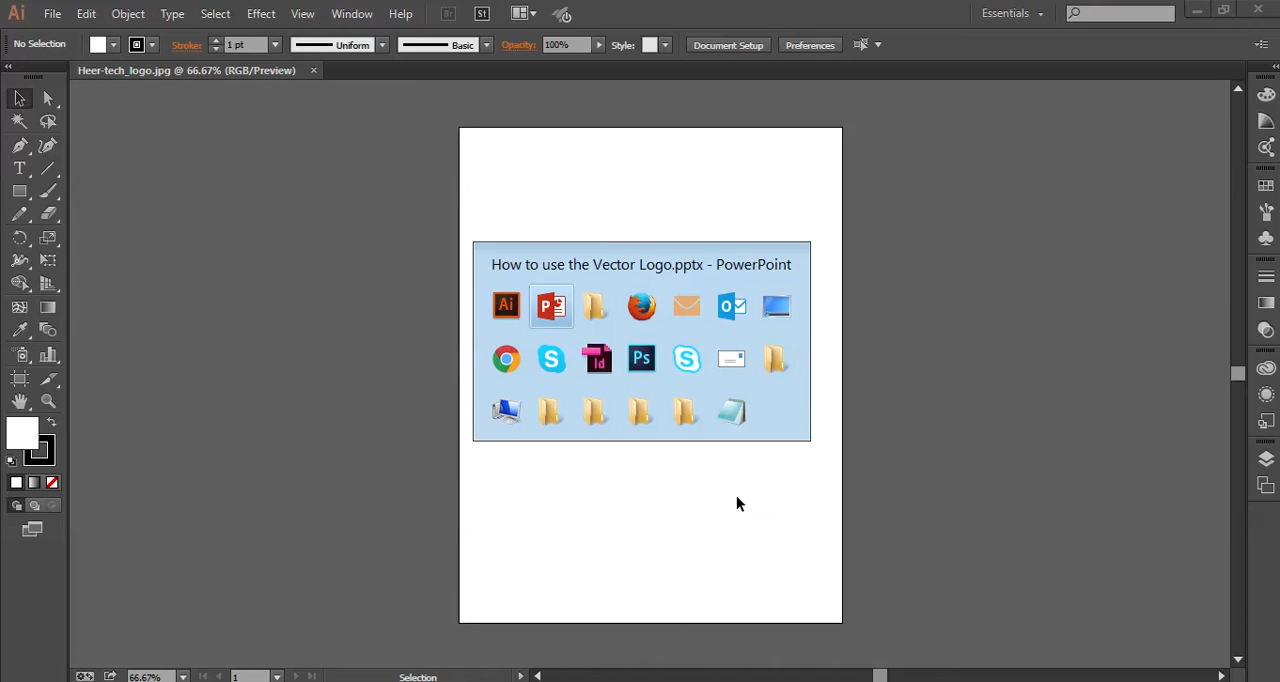 Ai File Edit Object Type Select Effect View Window Help Br St Essentials
No Selection Stroke: 1 pt Uniform Basic Opacity: 100% Style: Document Setup Preferences
Heer-tech_logo.jpg @ 66.67% (RGB/Preview) ×
T
How to use the Vector Logo.pptx - PowerPoint
Ai P O
S Id Ps S
66.67% 1 Selection